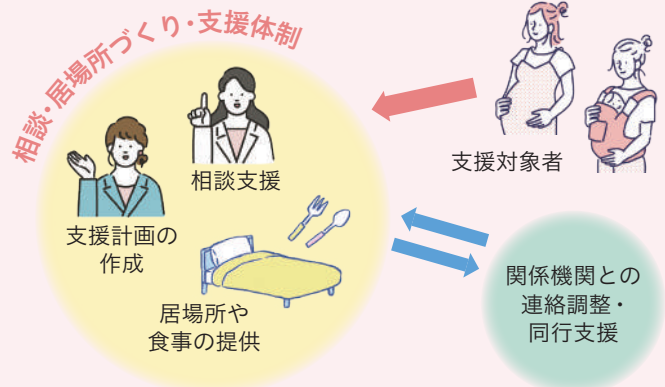 相談・居場所づくり・支援体制
支援対象者
相談支援
支援計画の
作成
居場所や
食事の提供
関係機関との
連絡調整・
同行支援